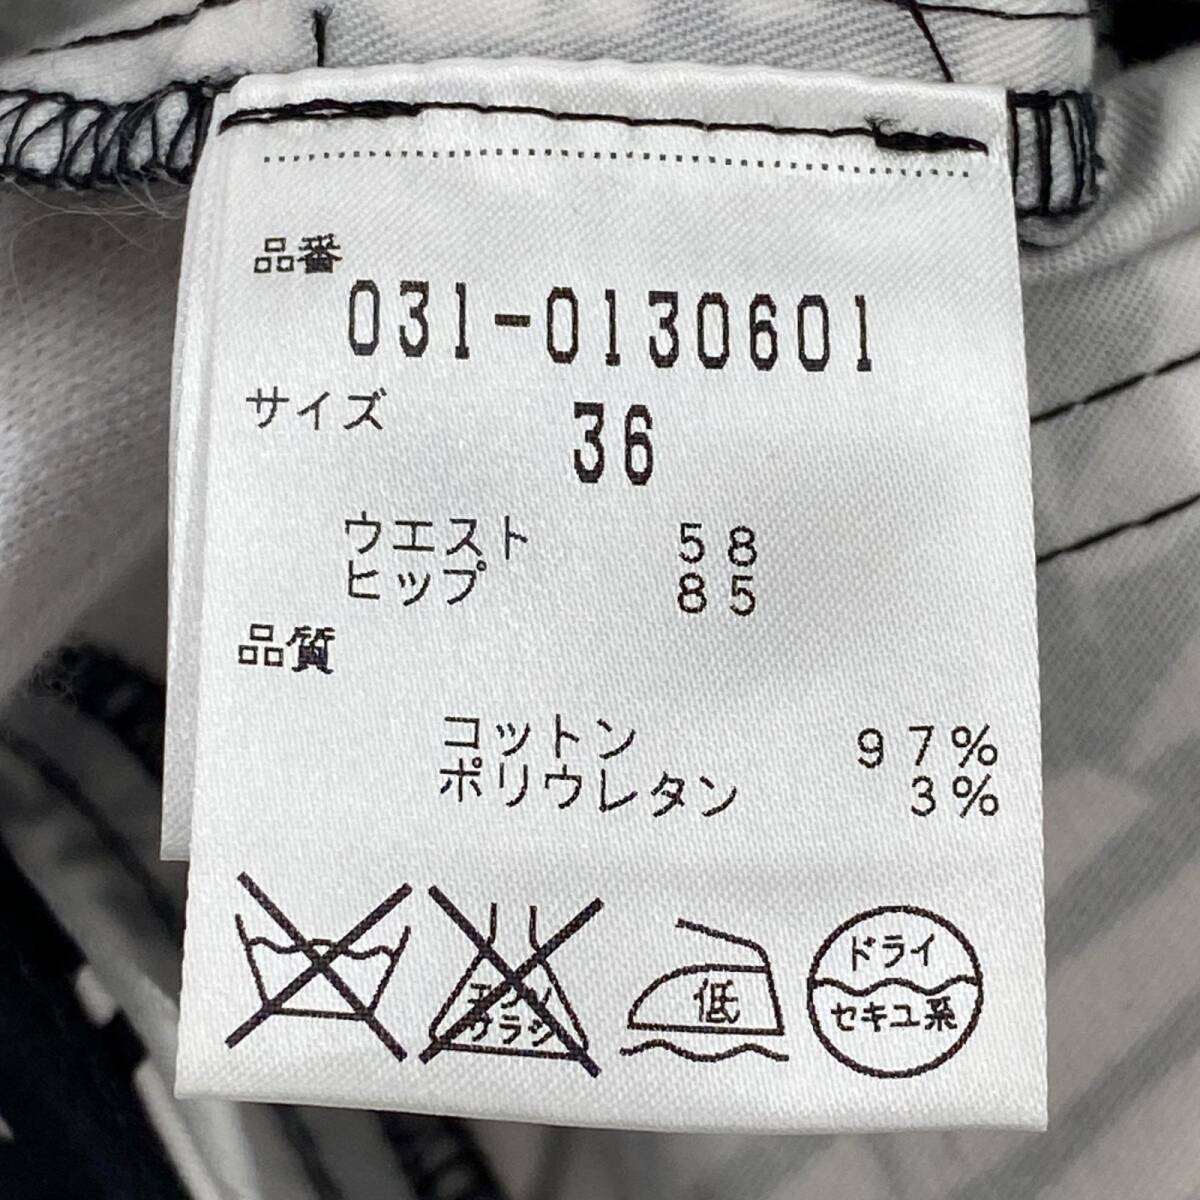 品番
031-0130601
サイズ
36
ウエスト 58
ヒップ 85
品質
コットン 97%
ポリウレタン 3%
エンソ
サラシ
低
ドライ
セキユ系